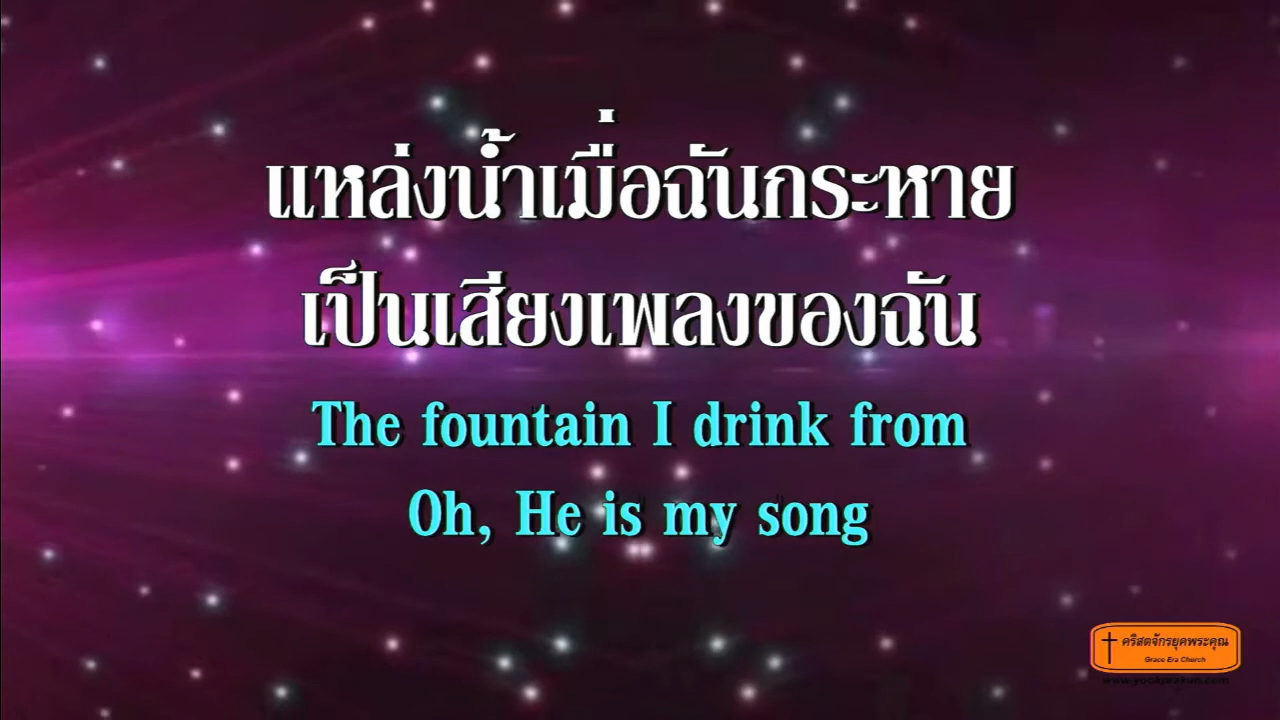 แหล่งน้ำเมื่อฉันกระหาย
เป็นเสียงเพลงของฉัน
The fountain I drink from
Oh, He is my song
คริสตจักรยุคพระคุณ
Grace Era Church